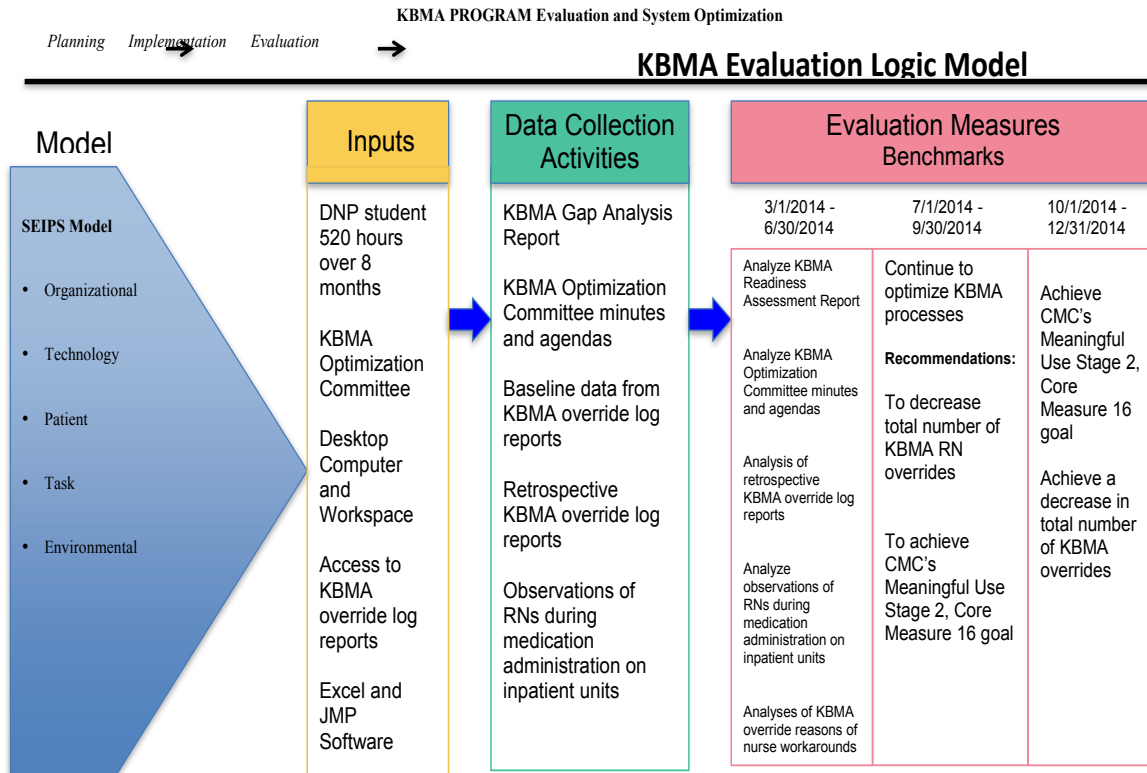 KBMA PROGRAM Evaluation and System Optimization
Planning Implementation Evaluation
KBMA Evaluation Logic Model
Model
SEIPS Model
• Organizational
• Technology
• Patient
• Task
• Environmental
Inputs
DNP student
520 hours
over 8
months
KBMA
Optimization
Committee
Desktop
Computer
and
Workspace
Access to
KBMA
override log
reports
Excel and
JMP
Software
Data Collection
Activities
KBMA Gap Analysis
Report
KBMA Optimization
Committee minutes
and agendas
Baseline data from
KBMA override log
reports
Retrospective
KBMA override log
reports
Observations of
RNs during
medication
administration on
inpatient units
Evaluation Measures
Benchmarks
3/1/2014 -
6/30/2014
Analyze KBMA
Readiness
Assessment Report
Analyze KBMA
Optimization
Committee minutes
and agendas
Analysis of
retrospective
KBMA override log
reports
Analyze
observations of
RNs during
medication
administration on
inpatient units
Analyses of KBMA
override reasons of
nurse workarounds
7/1/2014 -
9/30/2014
Continue to
optimize KBMA
processes
Recommendations:
To decrease
total number of
KBMA RN
overrides
To achieve
CMC’s
Meaningful Use
Stage 2, Core
Measure 16 goal
10/1/2014 -
12/31/2014
Achieve
CMC’s
Meaningful
Use Stage 2,
Core
Measure 16
goal
Achieve a
decrease in
total number
of KBMA
overrides